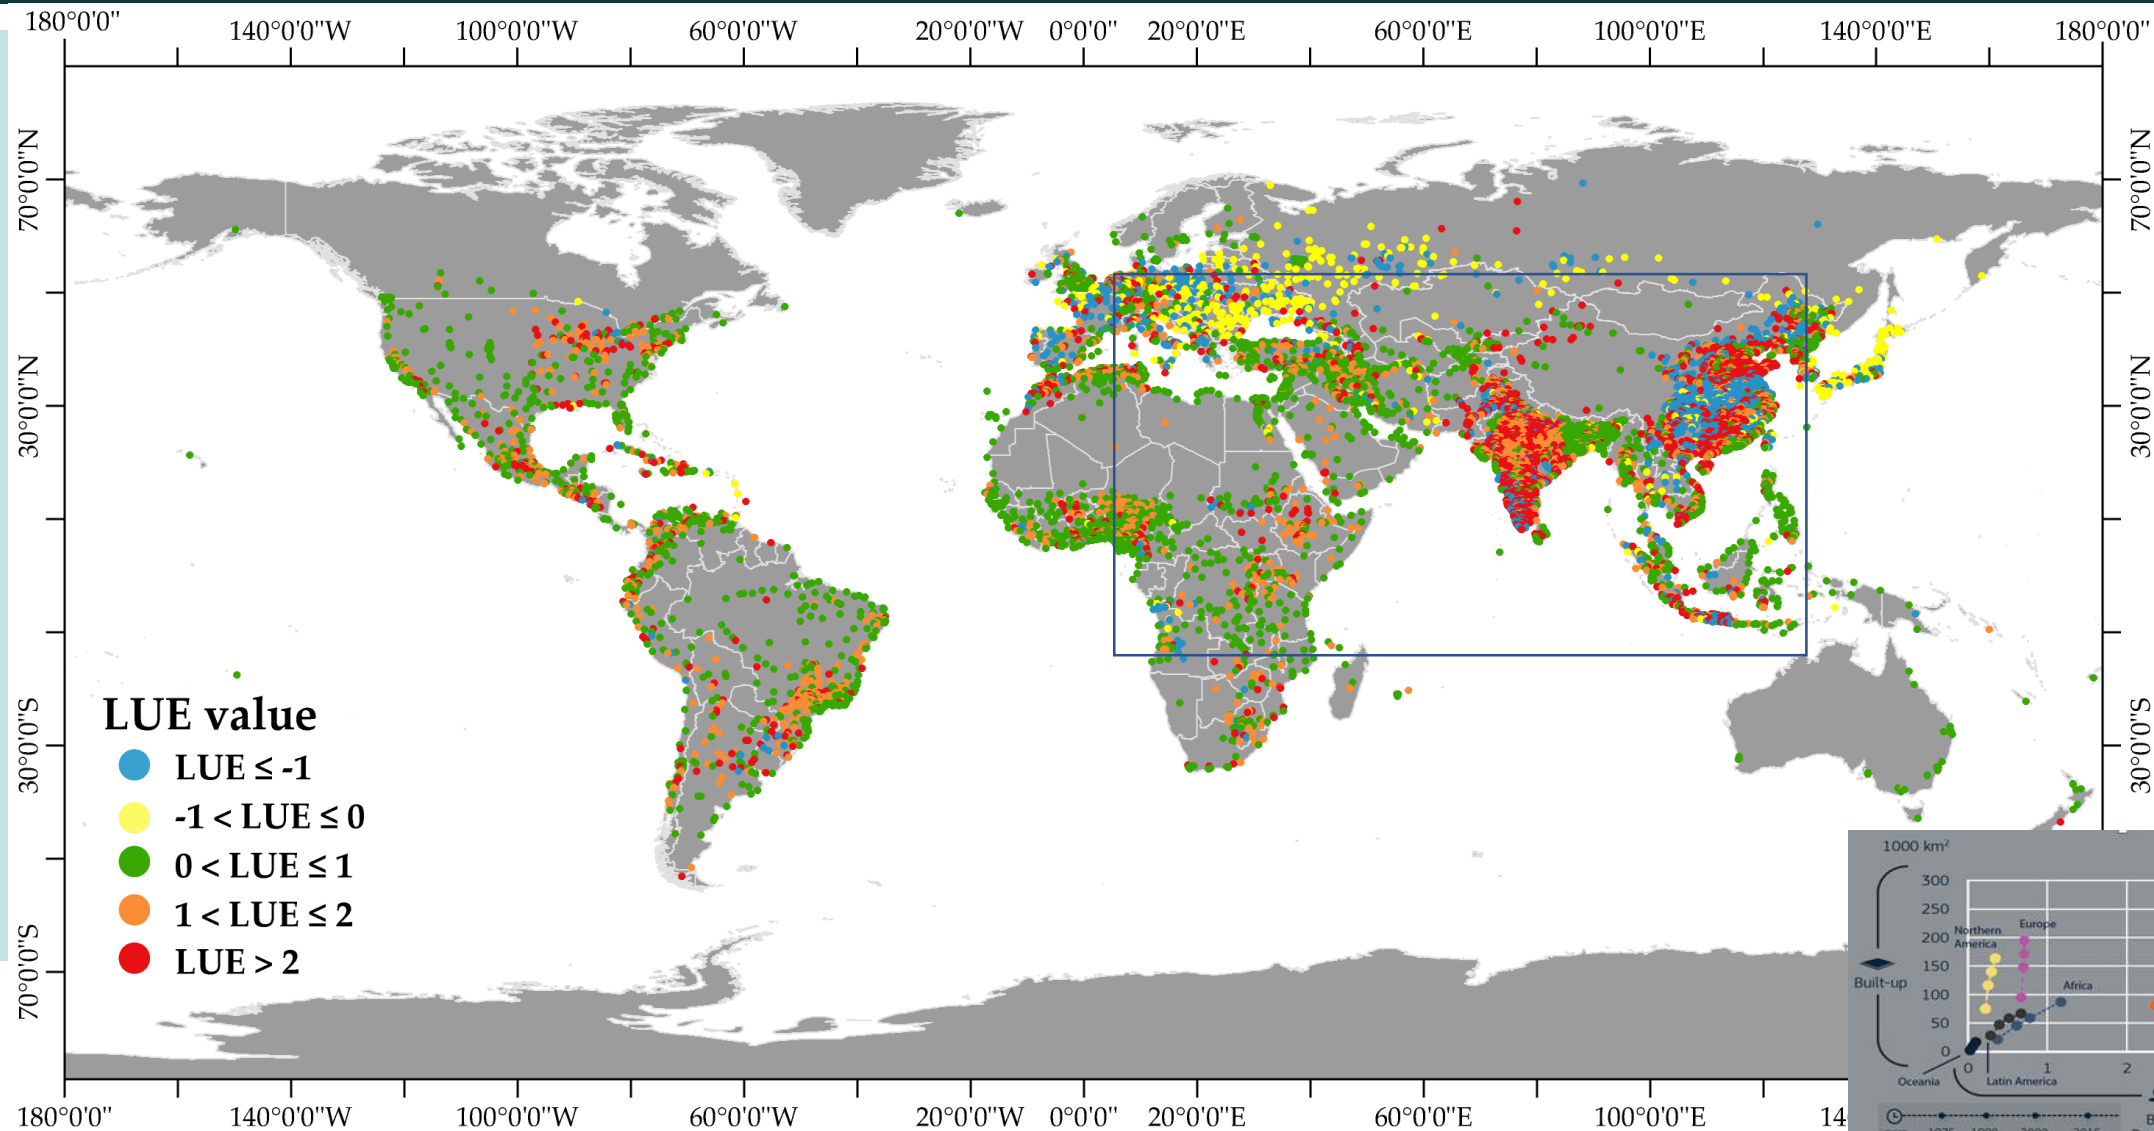 180°0'0" 140°0'0"W 100°0'0"W 60°0'0"W 20°0'0"W 0°0'0" 20°0'0"E 60°0'0"E 100°0'0"E 140°0'0"E 180°0'0"
70°0'0"N 70°0'0"N
30°0'0"N 30°0'0"N
30°0'0"S 30°0'0"S
70°0'0"S
LUE value
LUE ≤ -1
-1 < LUE ≤ 0
0 < LUE ≤ 1
1 < LUE ≤ 2
LUE > 2
180°0'0" 140°0'0"W 100°0'0"W 60°0'0"W 20°0'0"W 0°0'0" 20°0'0"E 60°0'0"E 100°0'0"E
1000 km²
300
250
200
150
100
50
0
Built-up
Northern
America
Europe
Africa
0 1 2
Oceania
Latin America